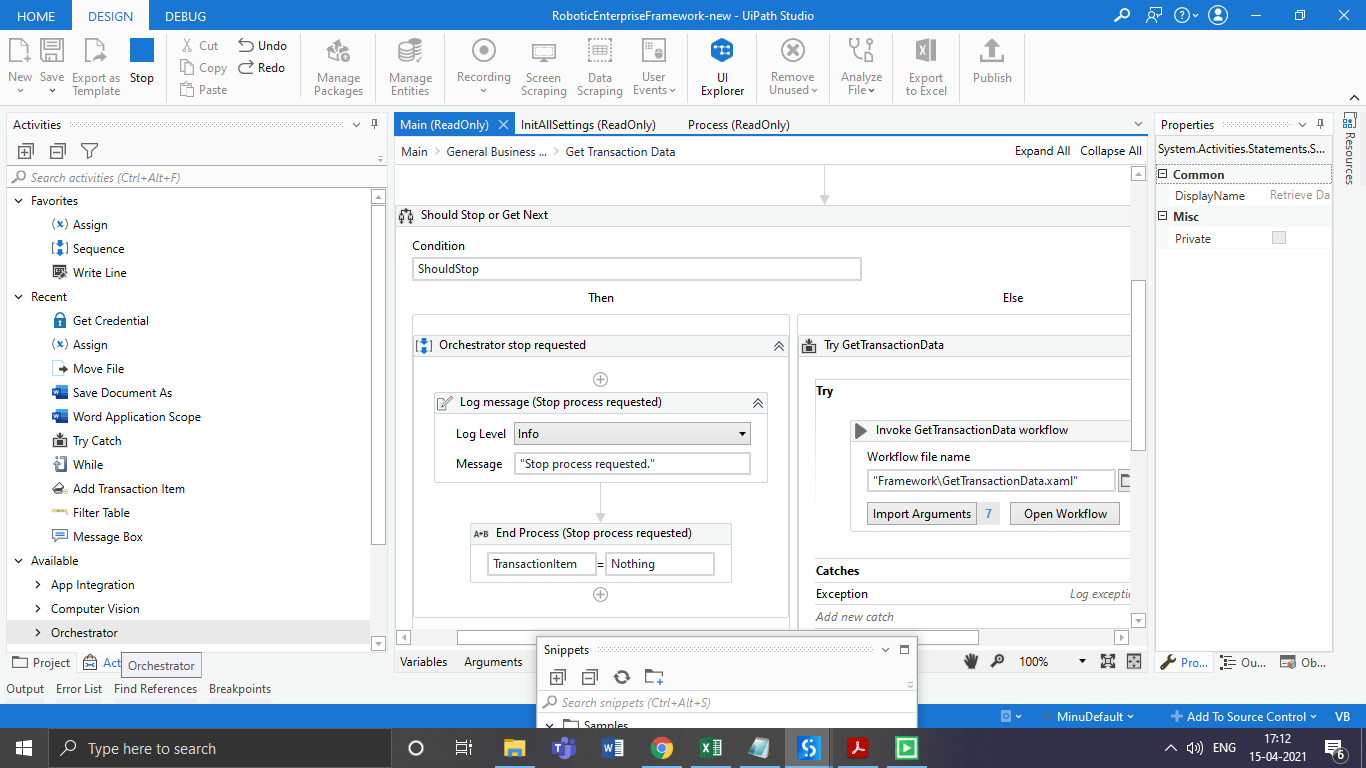 HOME
DESIGN
DEBUG
RoboticEnterpriseFramework-new - UiPath Studio
New
Save
Export as Template
Stop
Cut
Copy
Paste
Undo
Redo
Manage Packages
Manage Entities
Recording
Screen Scraping
Data Scraping
User Events
UI Explorer
Remove Unused
Analyze File
Export to Excel
Publish
Activities
Search activities (Ctrl+Alt+F)
Favorites
Assign
Sequence
Write Line
Recent
Get Credential
Assign
Move File
Save Document As
Word Application Scope
Try Catch
While
Add Transaction Item
Filter Table
Message Box
Available
App Integration
Computer Vision
Orchestrator
Project
Act
Orchestrator
Output
Error List
Find References
Breakpoints
Main (ReadOnly)
InitAllSettings (ReadOnly)
Process (ReadOnly)
Main > General Business ... > Get Transaction Data
Expand All
Collapse All
Should Stop or Get Next
Condition
ShouldStop
Then
Else
Orchestrator stop requested
Log message (Stop process requested)
Log Level Info
Message "Stop process requested."
A+B End Process (Stop process requested)
TransactionItem = Nothing
Try GetTransactionData
Try
Invoke GetTransactionData workflow
Workflow file name
"Framework\GetTransactionData.xaml"
Import Arguments 7
Open Workflow
Catches
Exception
Log exceptio
Add new catch
Variables
Arguments
100%
Snippets
Search snippets (Ctrl+Alt+S)
Samples
Properties
System.Activities.Statements.S...
Common
DisplayName Retrieve Da
Misc
Private
Pro...
Ou...
Ob...
Resources
MinuDefault
Add To Source Control
VB
Type here to search
ENG
17:12
15-04-2021
6